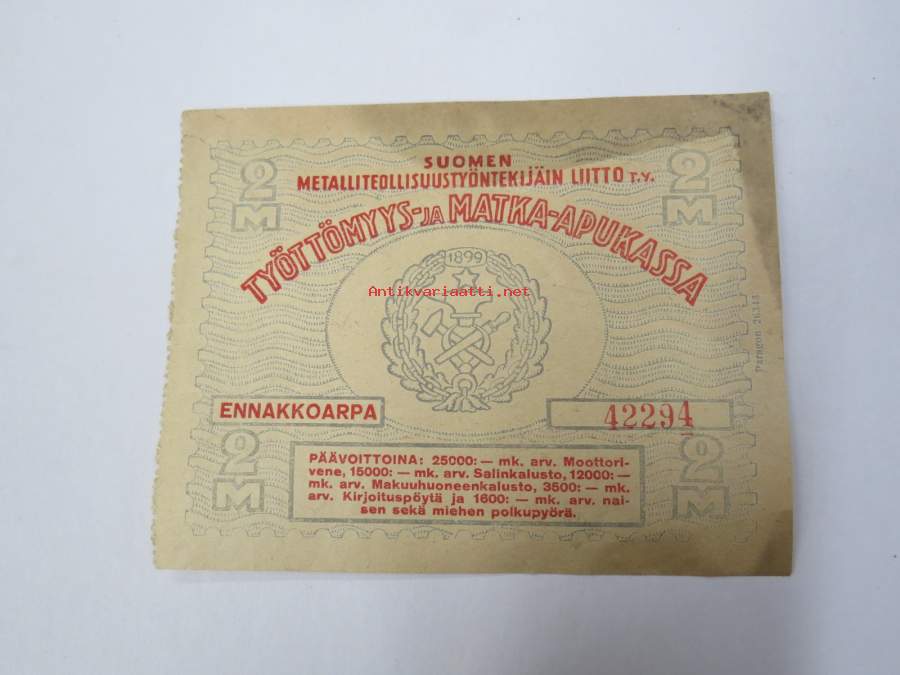 2 M
2 M
SUOMEN
METALLITEOLLISUUSTYÖNTEKIJÄIN LIITTO T.Y.
TYÖTTÖMYYS- JA MATKA-APUKASSA
1899
Antikvariaatti.net
Paragon 26343
ENNAKKOARPA
42294
2 M
2 M
PÄÄVOITTOINA: 25000:— mk. arv. Moottori-
vene, 15000:— mk. arv. Salinkalusto, 12000:—
mk. arv. Makuuhuoneenkalusto, 3500:— mk.
arv. Kirjoituspöytä ja 1600:— mk. arv. nai-
sen sekä miehen polkupyörä.